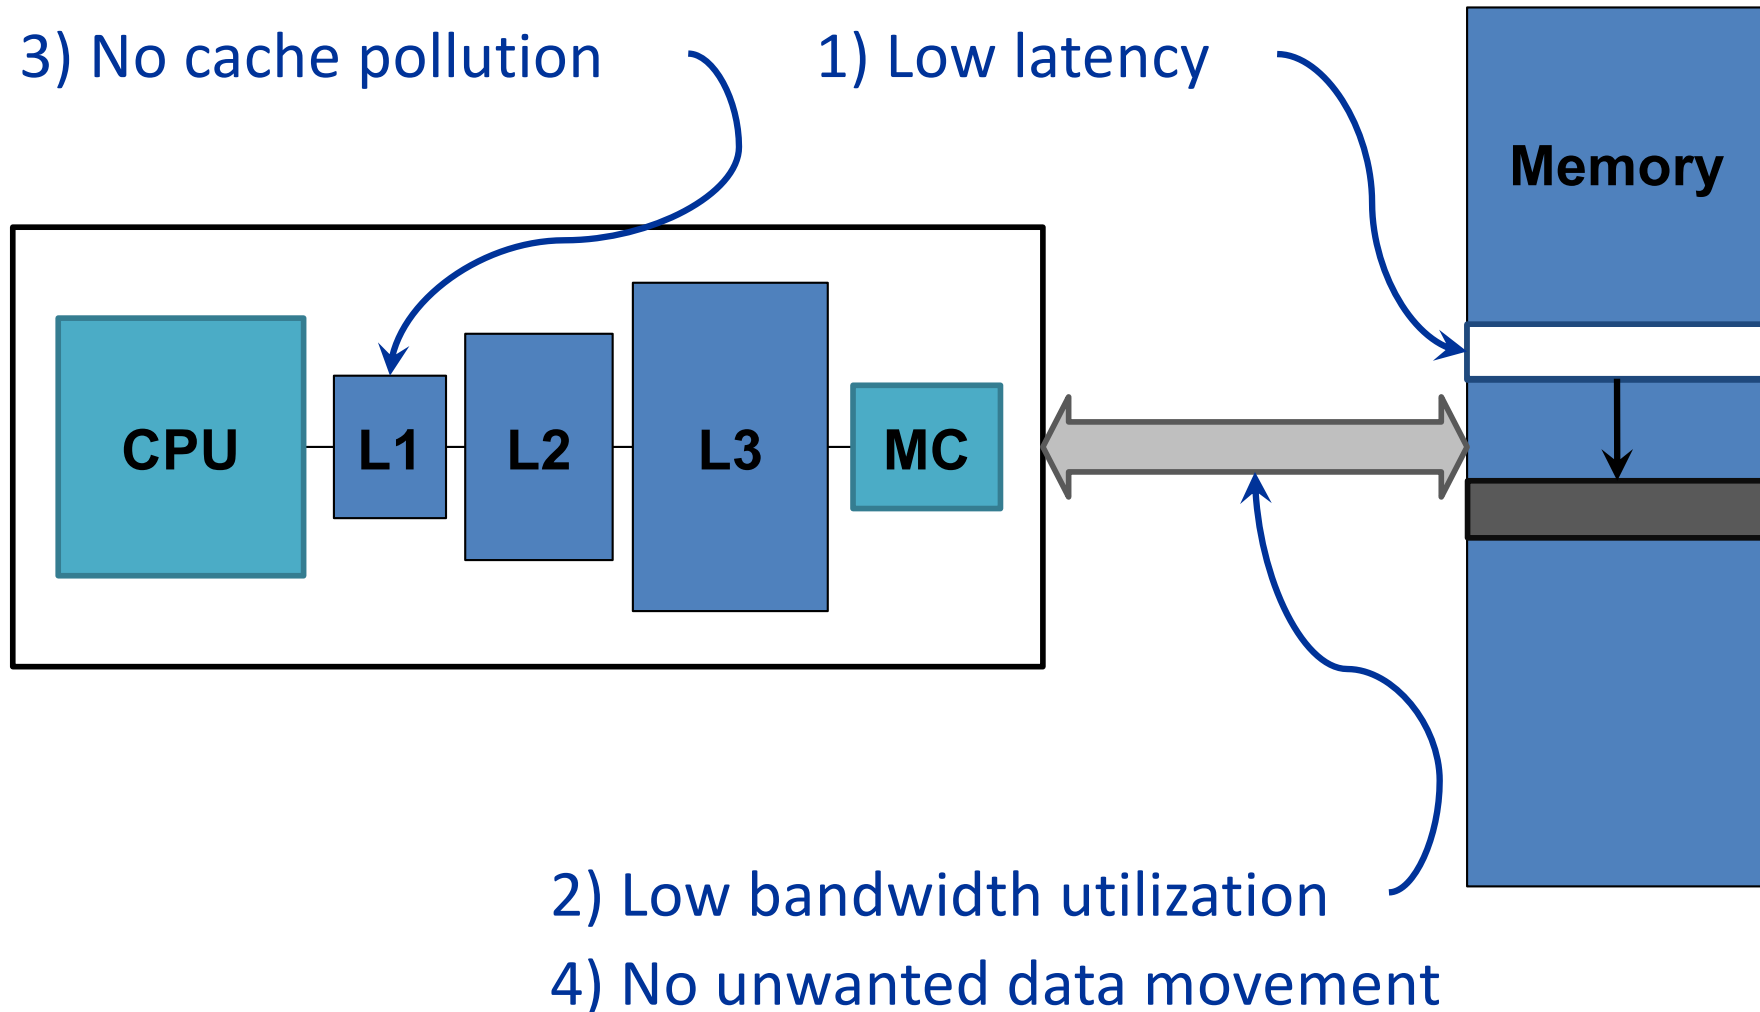 3) No cache pollution
1) Low latency
Memory
CPU
L1
L2
L3
MC
2) Low bandwidth utilization
4) No unwanted data movement